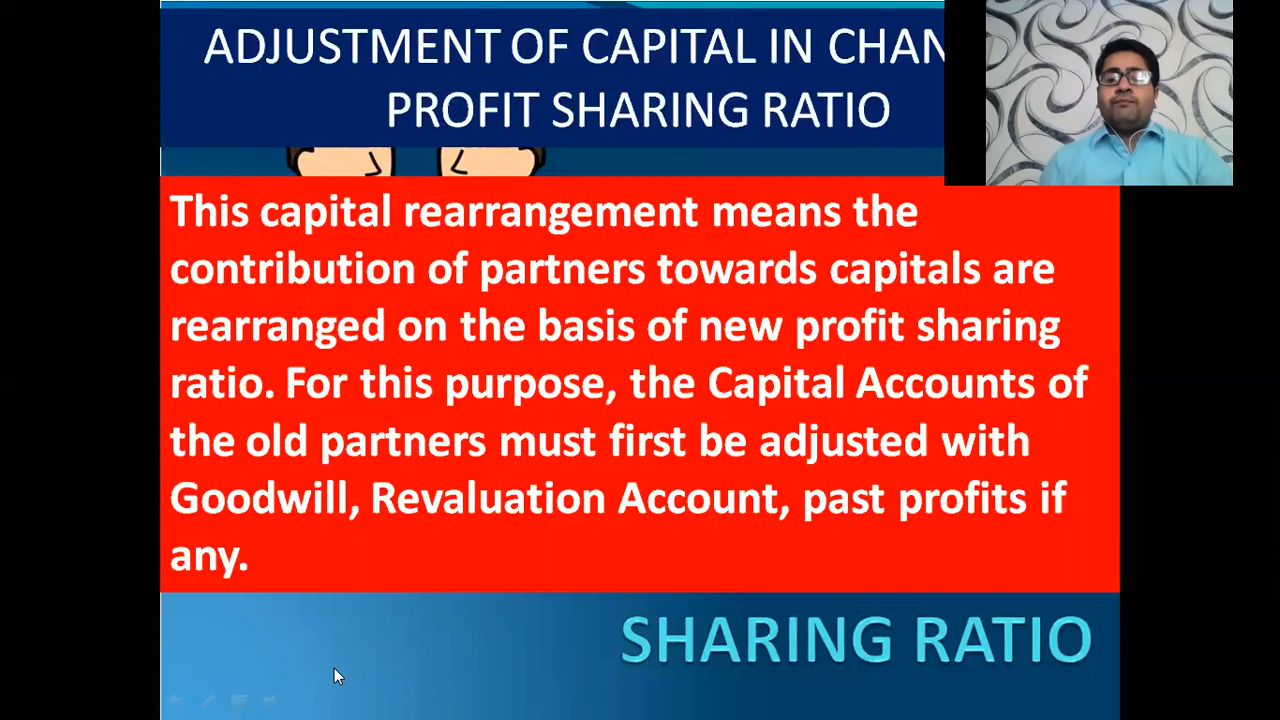 ADJUSTMENT OF CAPITAL IN CHAN
PROFIT SHARING RATIO
This capital rearrangement means the
contribution of partners towards capitals are
rearranged on the basis of new profit sharing
ratio. For this purpose, the Capital Accounts of
the old partners must first be adjusted with
Goodwill, Revaluation Account, past profits if
any.
SHARING RATIO